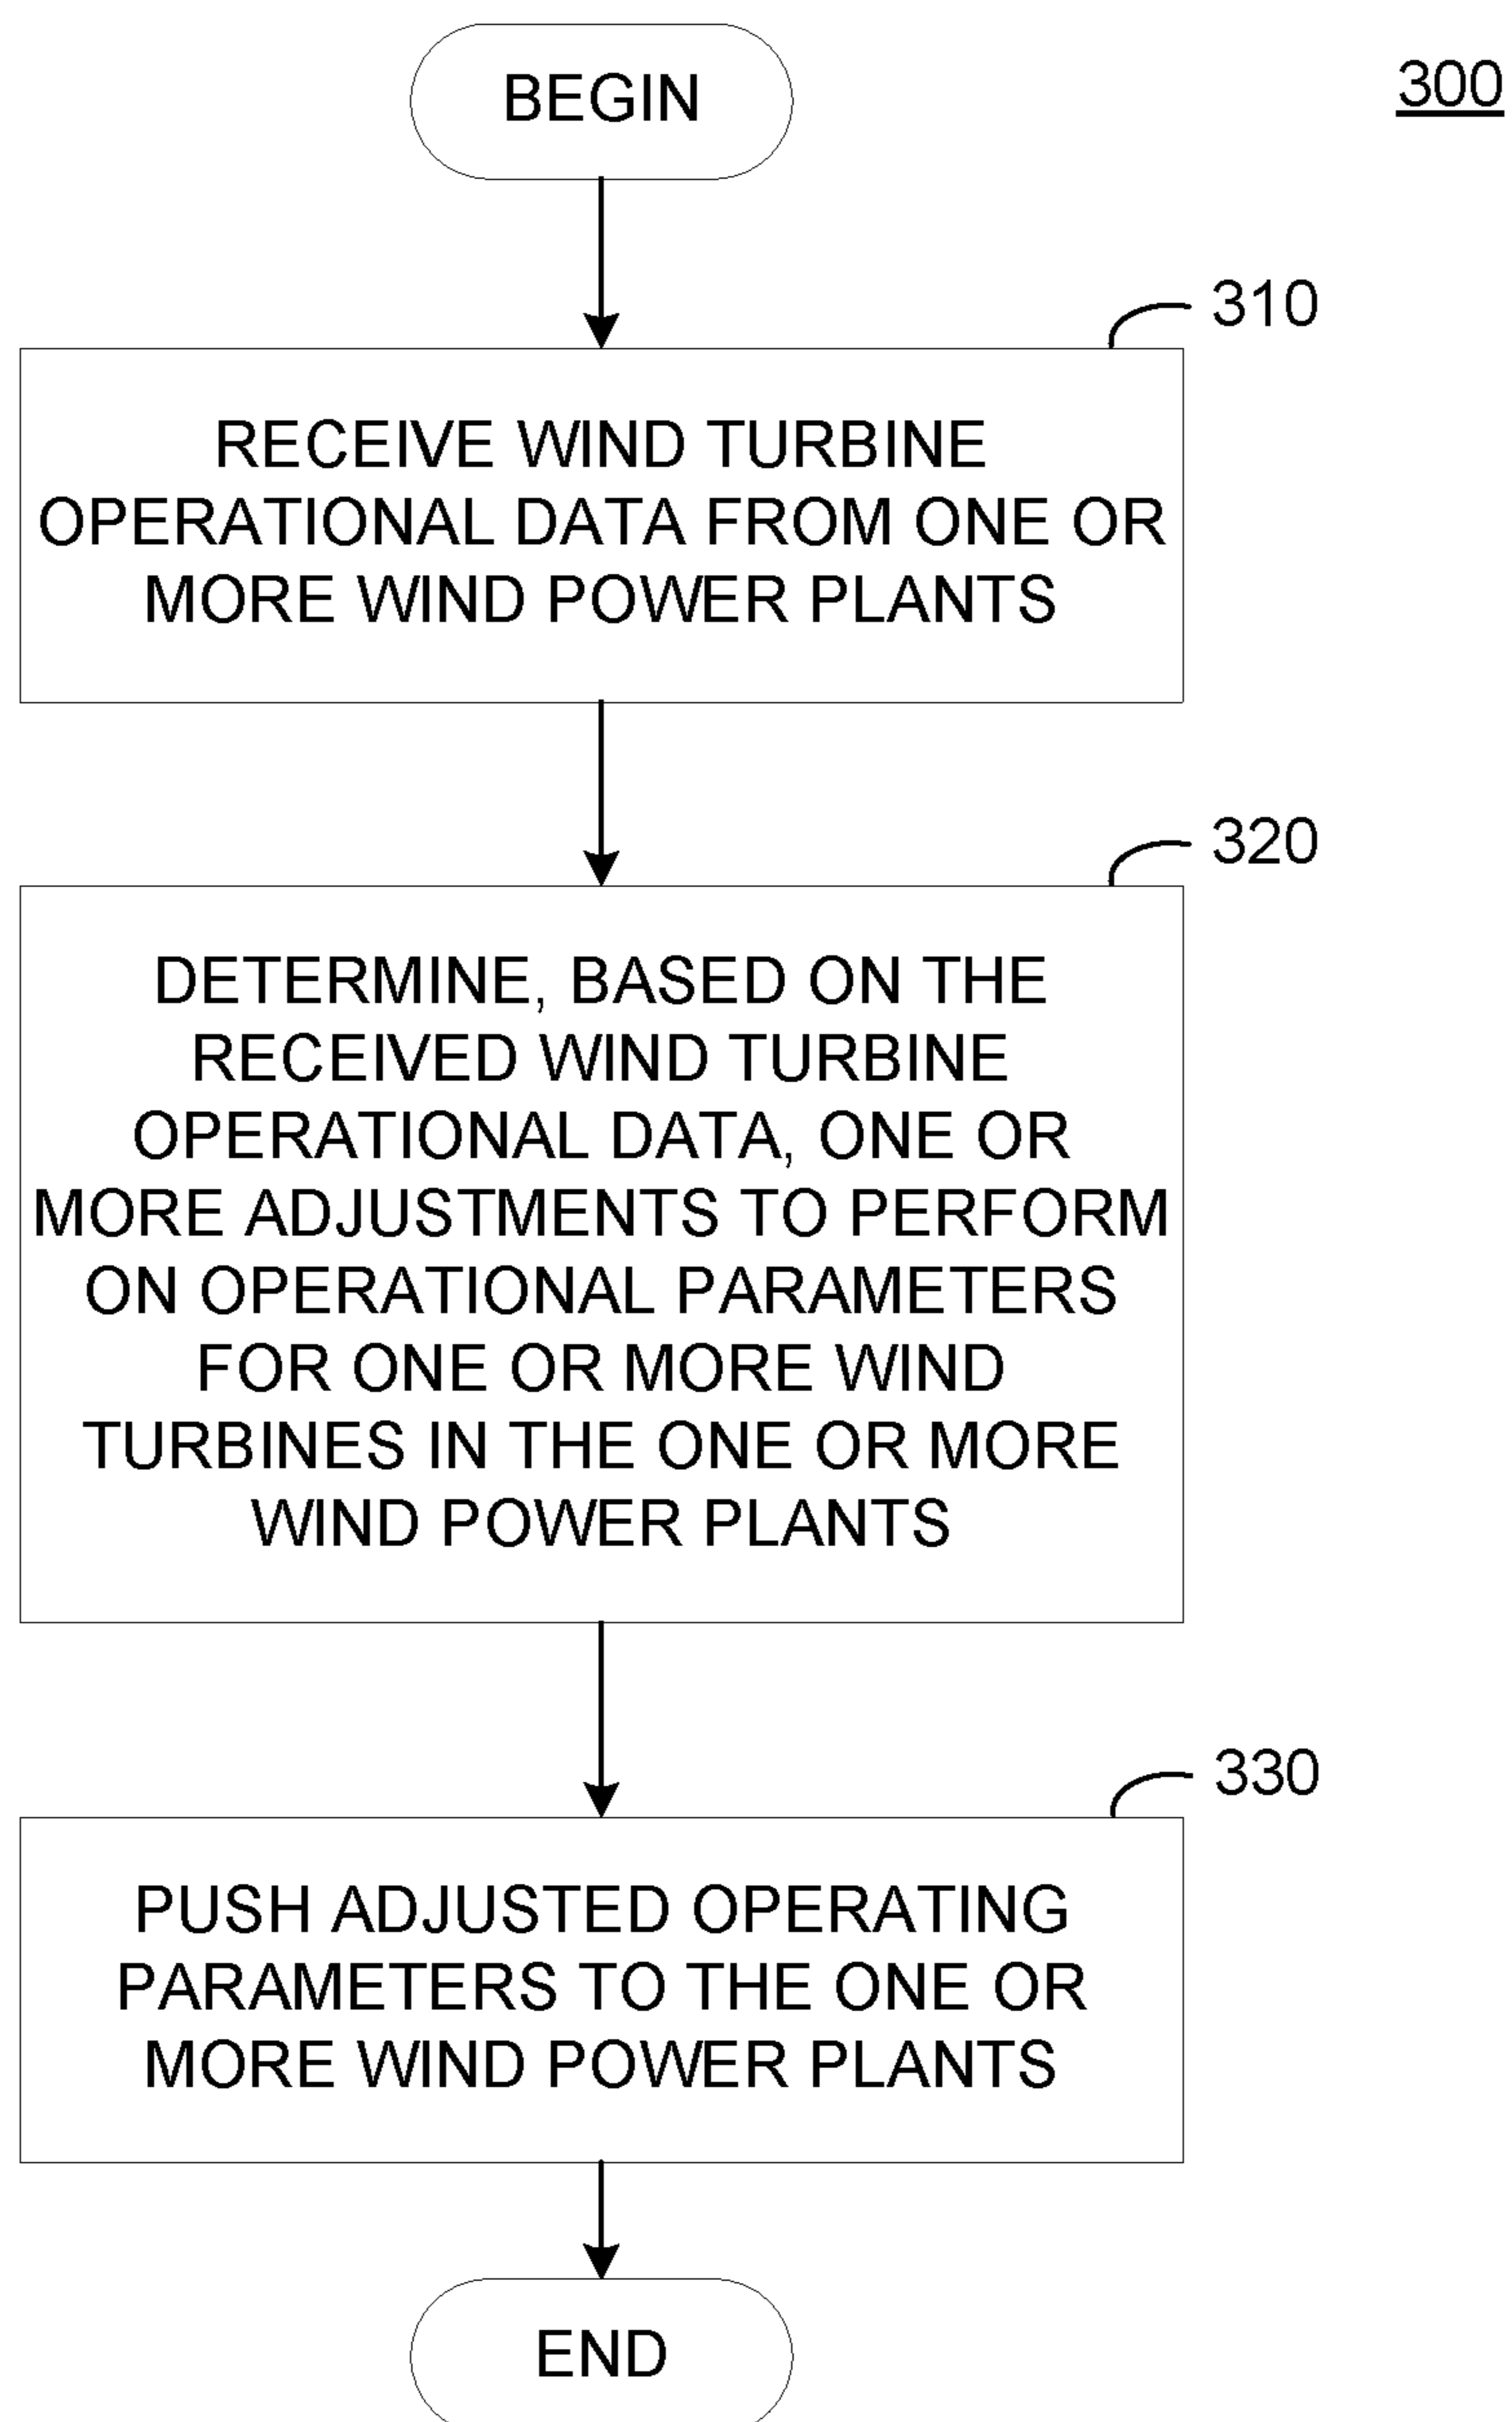 BEGIN
300
310
RECEIVE WIND TURBINE
OPERATIONAL DATA FROM ONE OR
MORE WIND POWER PLANTS
320
DETERMINE, BASED ON THE
RECEIVED WIND TURBINE
OPERATIONAL DATA, ONE OR
MORE ADJUSTMENTS TO PERFORM
ON OPERATIONAL PARAMETERS
FOR ONE OR MORE WIND
TURBINES IN THE ONE OR MORE
WIND POWER PLANTS
330
PUSH ADJUSTED OPERATING
PARAMETERS TO THE ONE OR
MORE WIND POWER PLANTS
END